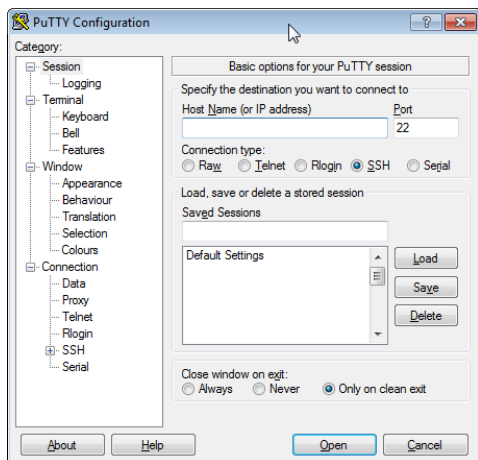 PuTTY Configuration
Category:
Session
Logging
Terminal
Keyboard
Bell
Features
Window
Appearance
Behaviour
Translation
Selection
Colours
Connection
Data
Proxy
Telnet
Rlogin
SSH
Serial
Basic options for your PuTTY session
Specify the destination you want to connect to
Host Name (or IP address) Port
22
Connection type:
Raw Telnet Rlogin SSH Serial
Load, save or delete a stored session
Saved Sessions
Default Settings
Load
Save
Delete
Close window on exit:
Always Never Only on clean exit
About Help Open Cancel